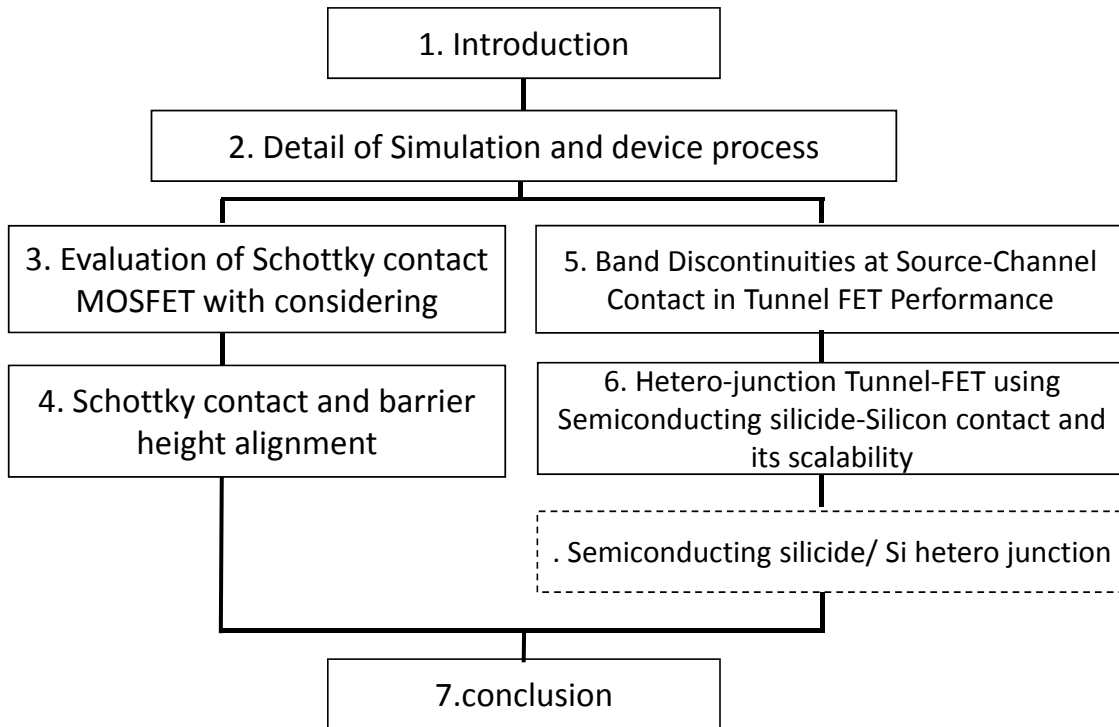 1. Introduction
2. Detail of Simulation and device process
3. Evaluation of Schottky contact
MOSFET with considering
4. Schottky contact and barrier
height alignment
5. Band Discontinuities at Source-Channel
Contact in Tunnel FET Performance
6. Hetero-junction Tunnel-FET using
Semiconducting silicide-Silicon contact and
its scalability
. Semiconducting silicide/ Si hetero junction
7.conclusion